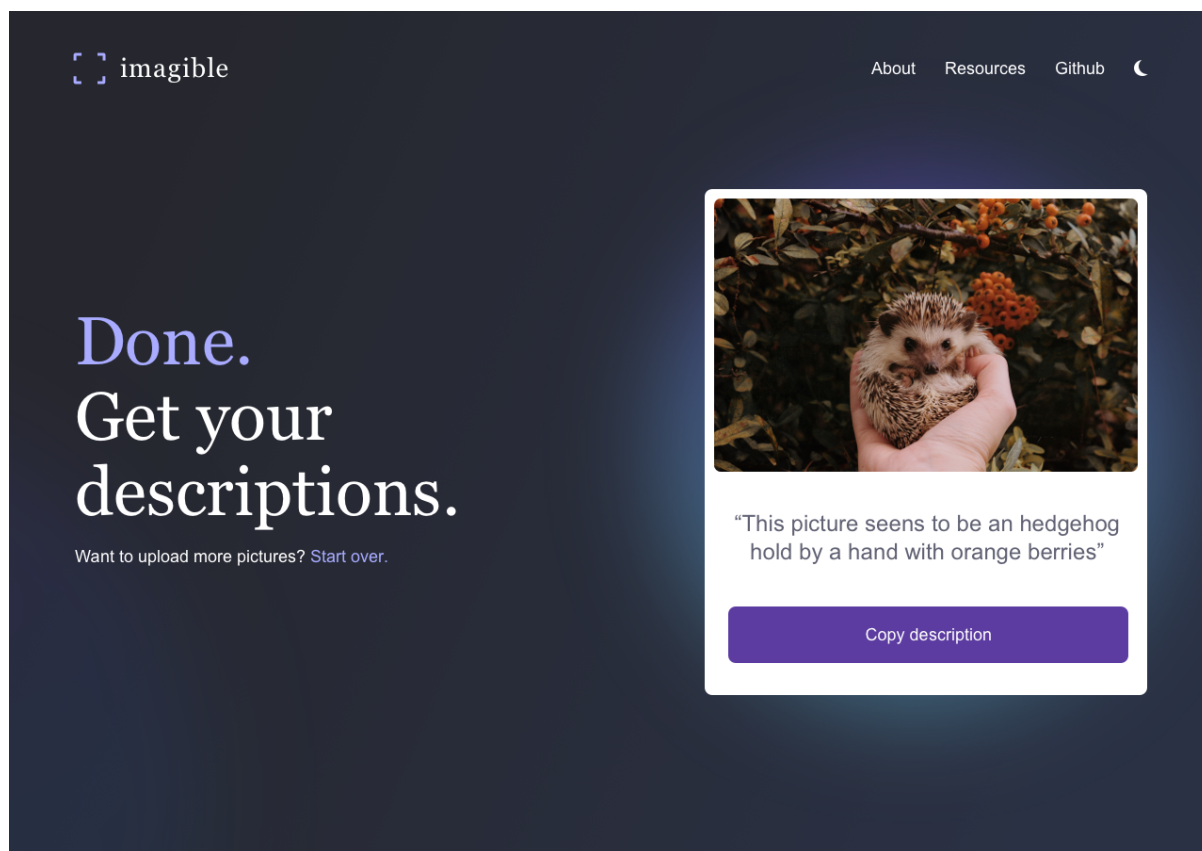 imagible
About Resources Github
Done.
Get your
descriptions.
Want to upload more pictures? Start over.
“This picture seens to be an hedgehog
hold by a hand with orange berries”
Copy description